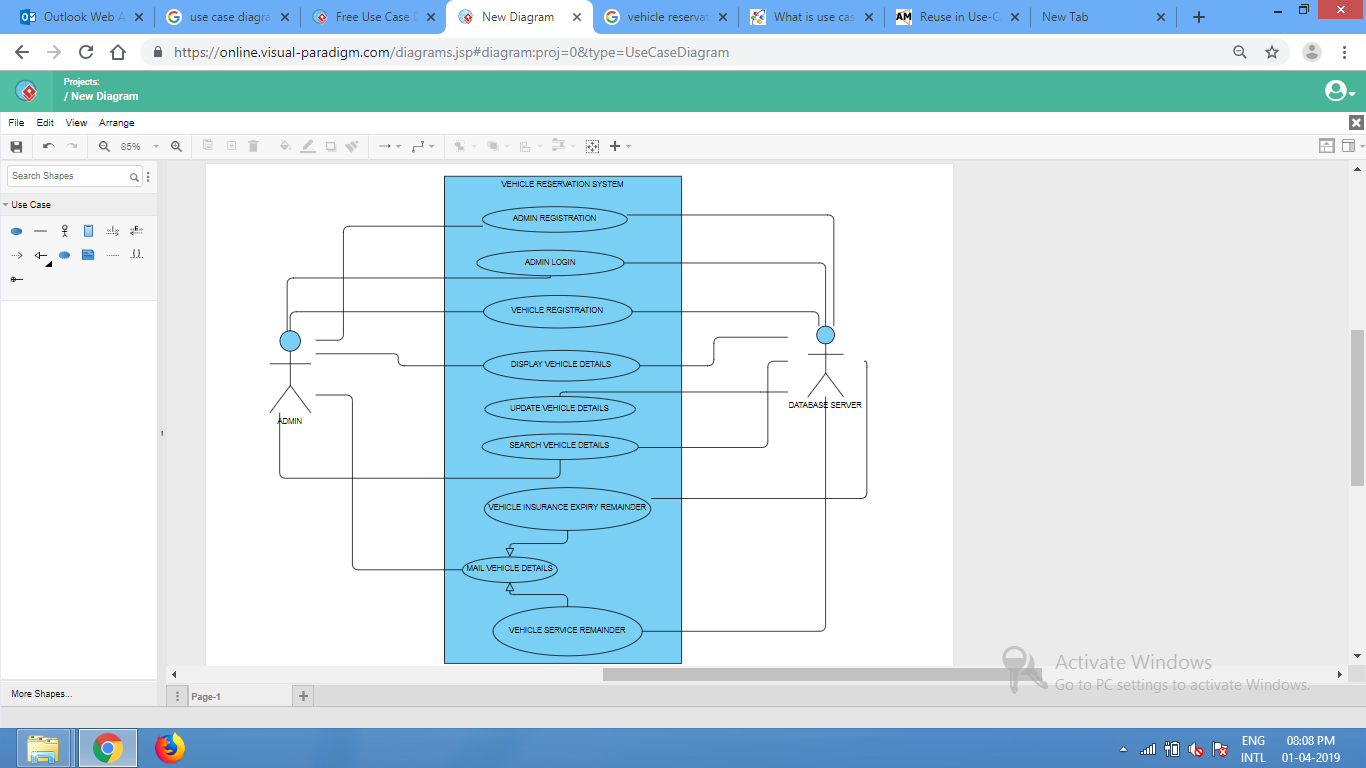 Outlook Web A
use case diagra
Free Use Case D
New Diagram
vehicle reservat
What is use cas
AM
Reuse in Use-C
New Tab
https://online.visual-paradigm.com/diagrams.jsp#diagram:proj=0&type=UseCaseDiagram
Projects:
/ New Diagram
File Edit View Arrange
85%
Search Shapes
Use Case
VEHICLE RESERVATION SYSTEM
ADMIN REGISTRATION
ADMIN LOGIN
VEHICLE REGISTRATION
DISPLAY VEHICLE DETAILS
UPDATE VEHICLE DETAILS
DATABASE SERVER
ADMIN
SEARCH VEHICLE DETAILS
VEHICLE INSURANCE EXPIRY REMAINDER
MAIL VEHICLE DETAILS
VEHICLE SERVICE REMAINDER
Activate Windows
Go to PC settings to activate Windows.
More Shapes...
Page-1
ENG
INTL
08:08 PM
01-04-2019